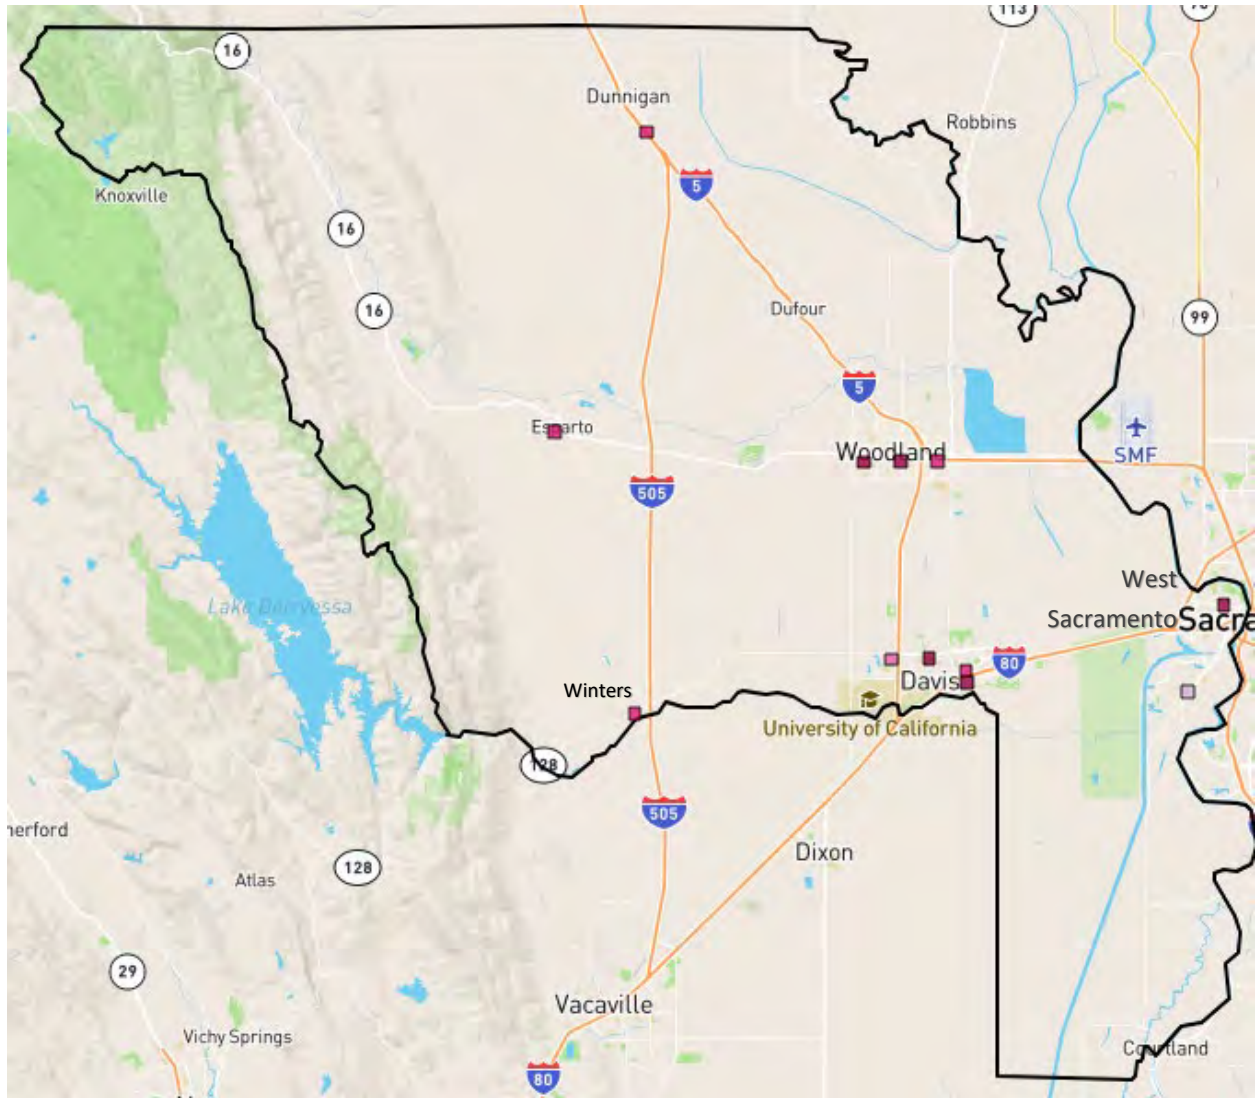 113
16
Dunnigan
Robbins
5
Knoxville
16
16
Dufour
99
5
Esparto
Woodland
SMF
505
West
Lake Berryessa
Sacramento
Sacra
80
Davis
Winters
University of California
128
505
herford
Dixon
128
Atlas
29
Vacaville
Vichy Springs
Courtland
80